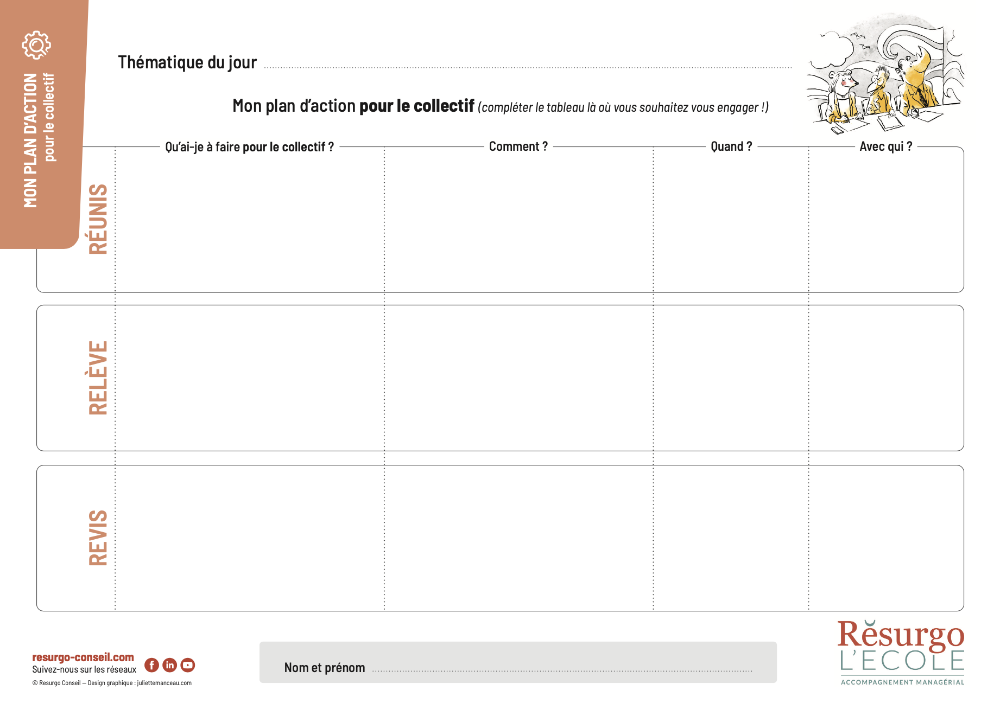 MON PLAN D’ACTION
pour le collectif
Thématique du jour
Mon plan d’action pour le collectif (compléter le tableau là où vous souhaitez vous engager !)
Qu’ai-je à faire pour le collectif ?
Comment ?
Quand ?
Avec qui ?
RÉUNIS
RELÈVE
REVIS
resurgo-conseil.com
Suivez-nous sur les réseaux
© Resurgo Conseil — Design graphique : juliettemanceau.com
Nom et prénom
Rĕsurgo
L’ECOLE
ACCOMPAGNEMENT MANAGÉRIAL